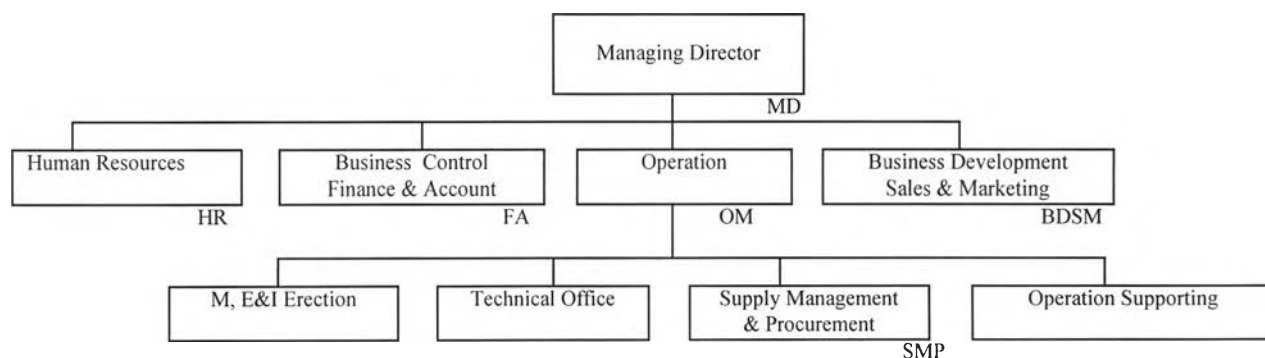 Managing Director
MD
Human Resources
HR
Business Control
Finance & Account
FA
Operation
OM
Business Development
Sales & Marketing
BDSM
M, E&I Erection
Technical Office
Supply Management
& Procurement
SMP
Operation Supporting